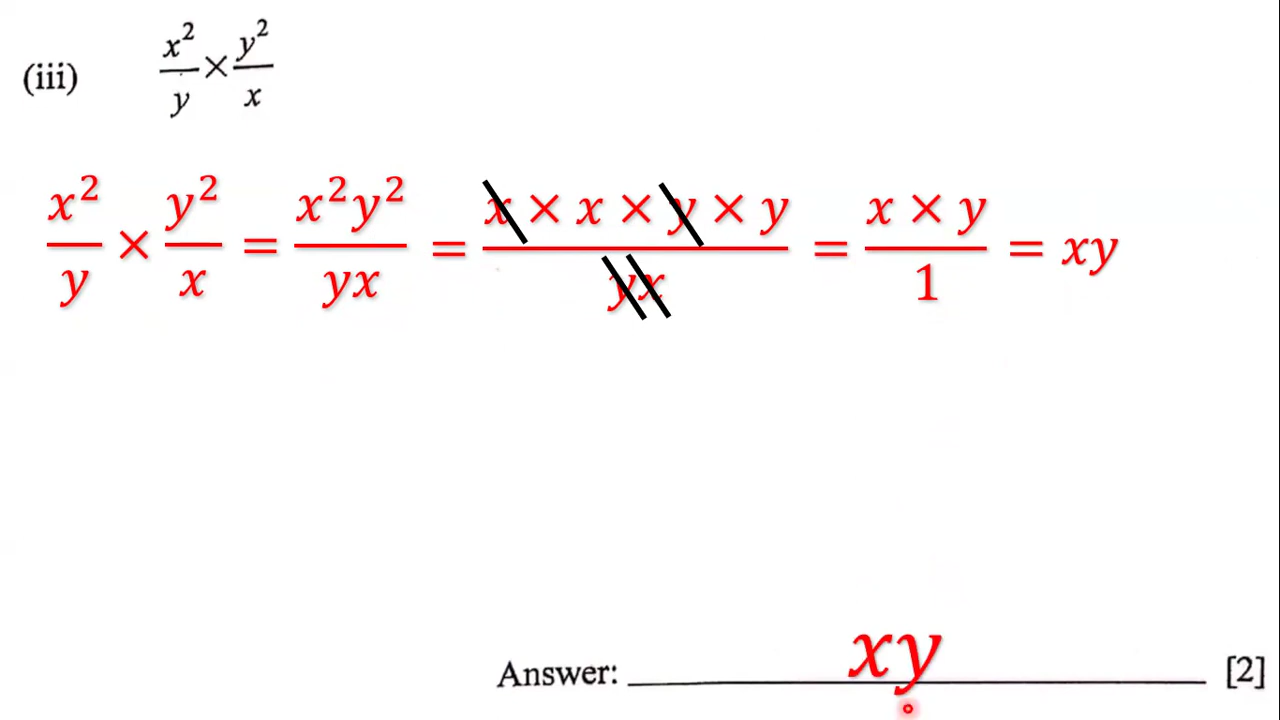 (iii) x²/y × y²/x
x²/y × y²/x = x²y²/yx = x × x × y × y/yx = x × y/1 = xy
Answer: xy [2]